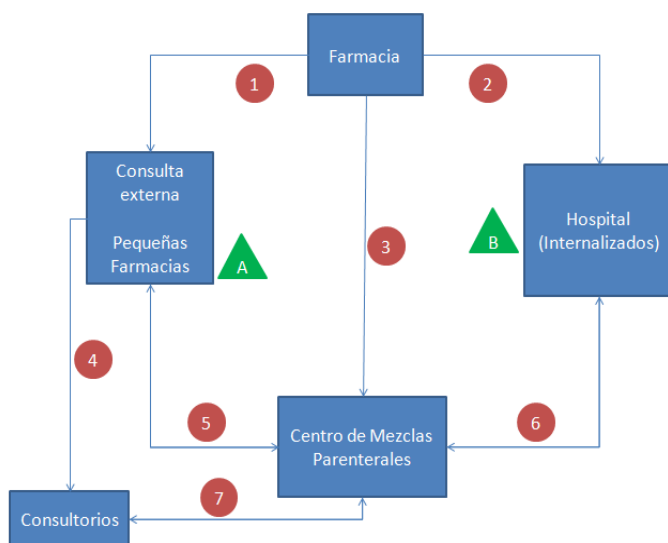 Farmacia
1
2
Consulta
externa
Pequeñas
Farmacias
A
3
B
Hospital
(Internalizados)
4
5
Centro de Mezclas
Parenterales
6
7
Consultorios